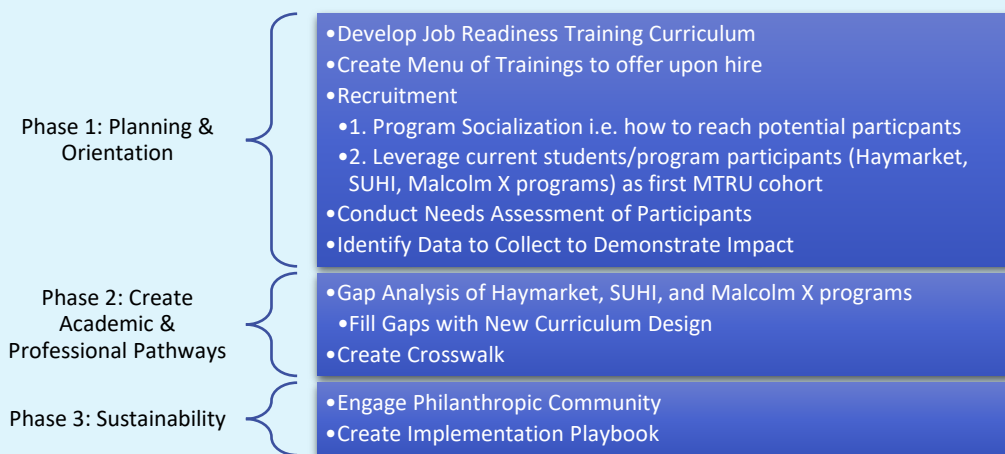 Phase 1: Planning &
Orientation
•Develop Job Readiness Training Curriculum
•Create Menu of Trainings to offer upon hire
•Recruitment
•1. Program Socialization i.e. how to reach potential particpants
•2. Leverage current students/program participants (Haymarket,
SUHI, Malcolm X programs) as first MTRU cohort
•Conduct Needs Assessment of Participants
•Identify Data to Collect to Demonstrate Impact
Phase 2: Create
Academic &
Professional Pathways
•Gap Analysis of Haymarket, SUHI, and Malcolm X programs
•Fill Gaps with New Curriculum Design
•Create Crosswalk
Phase 3: Sustainability
•Engage Philanthropic Community
•Create Implementation Playbook